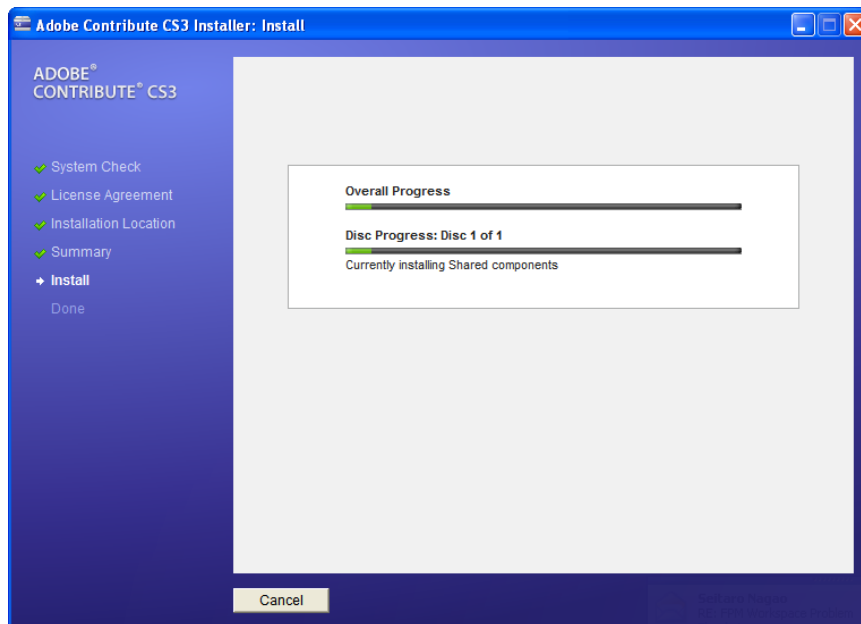 Adobe Contribute CS3 Installer: Install
ADOBE®
CONTRIBUTE® CS3
System Check
License Agreement
Installation Location
Summary
Install
Done
Overall Progress
Disc Progress: Disc 1 of 1
Currently installing Shared components
Cancel